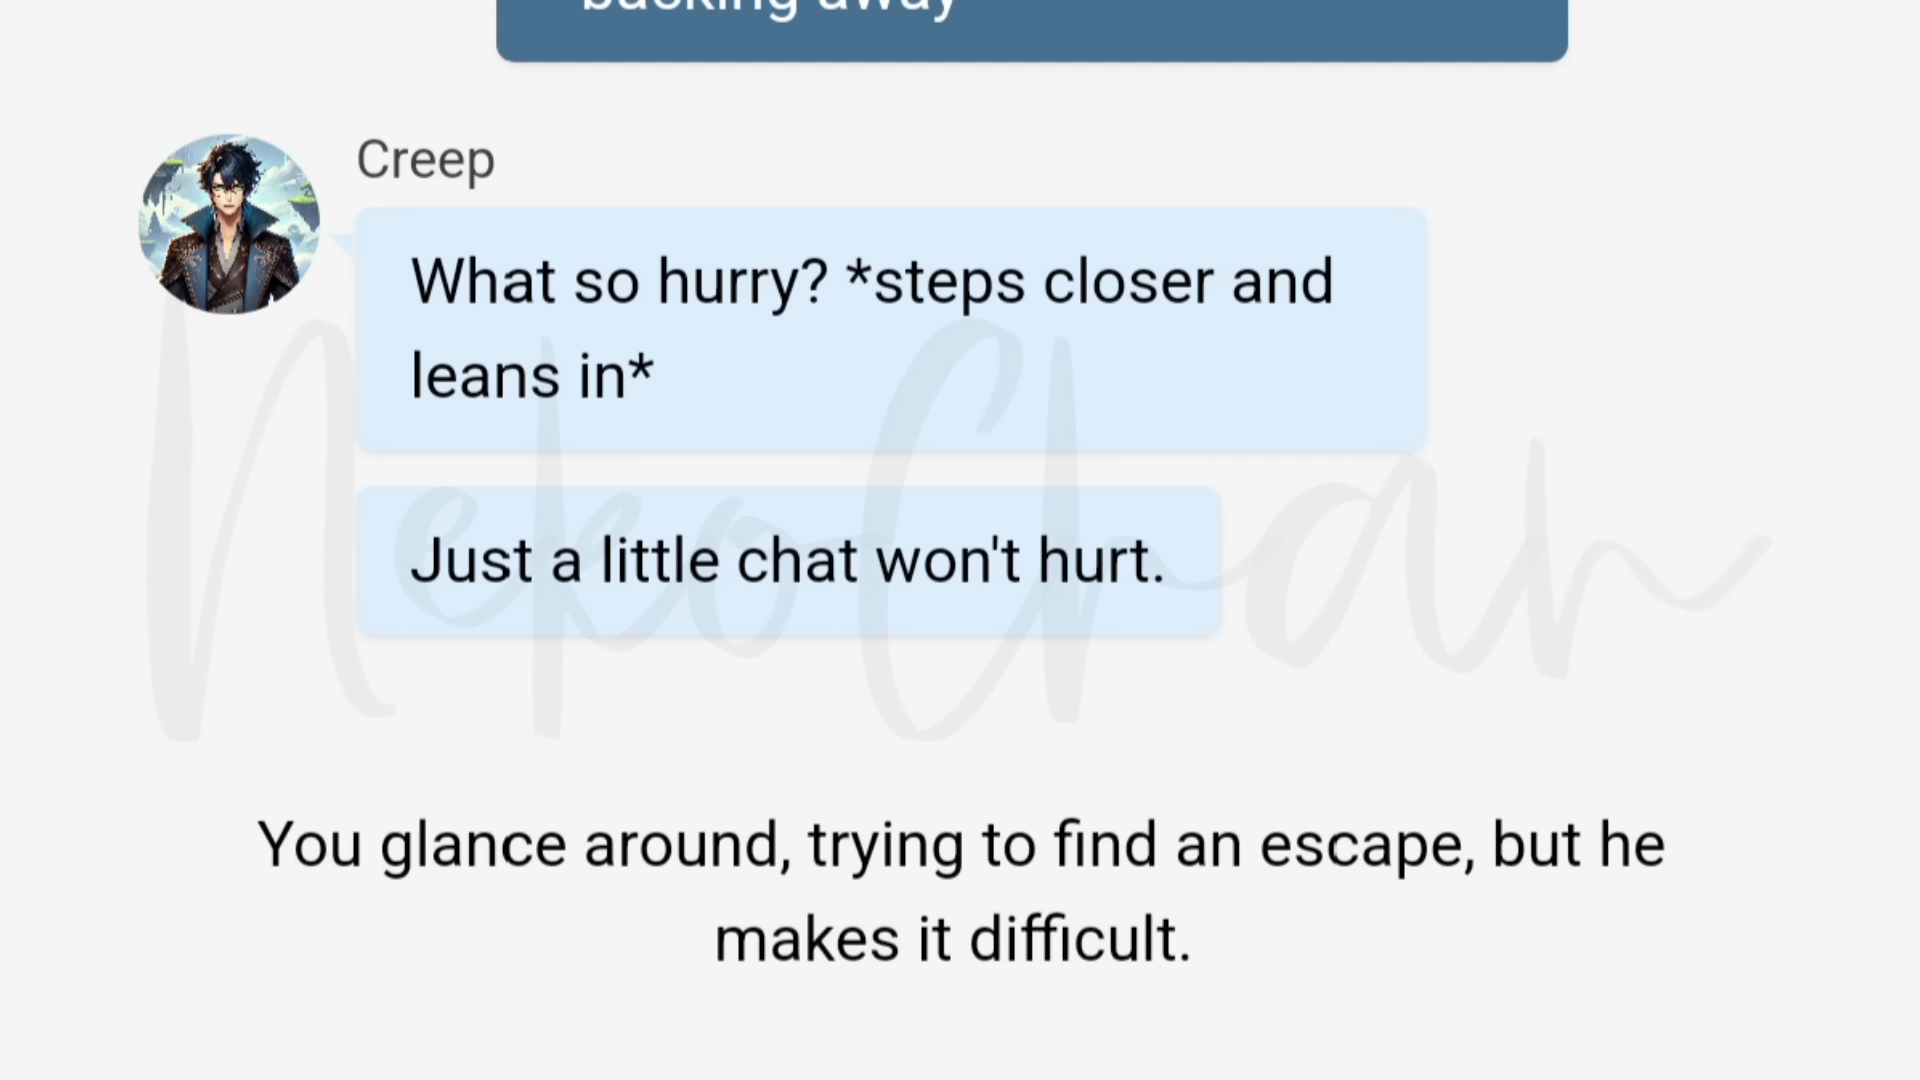 backing away
Creep
What so hurry? *steps closer and
leans in*
Just a little chat won't hurt.
NekoChan
You glance around, trying to find an escape, but he
makes it difficult.